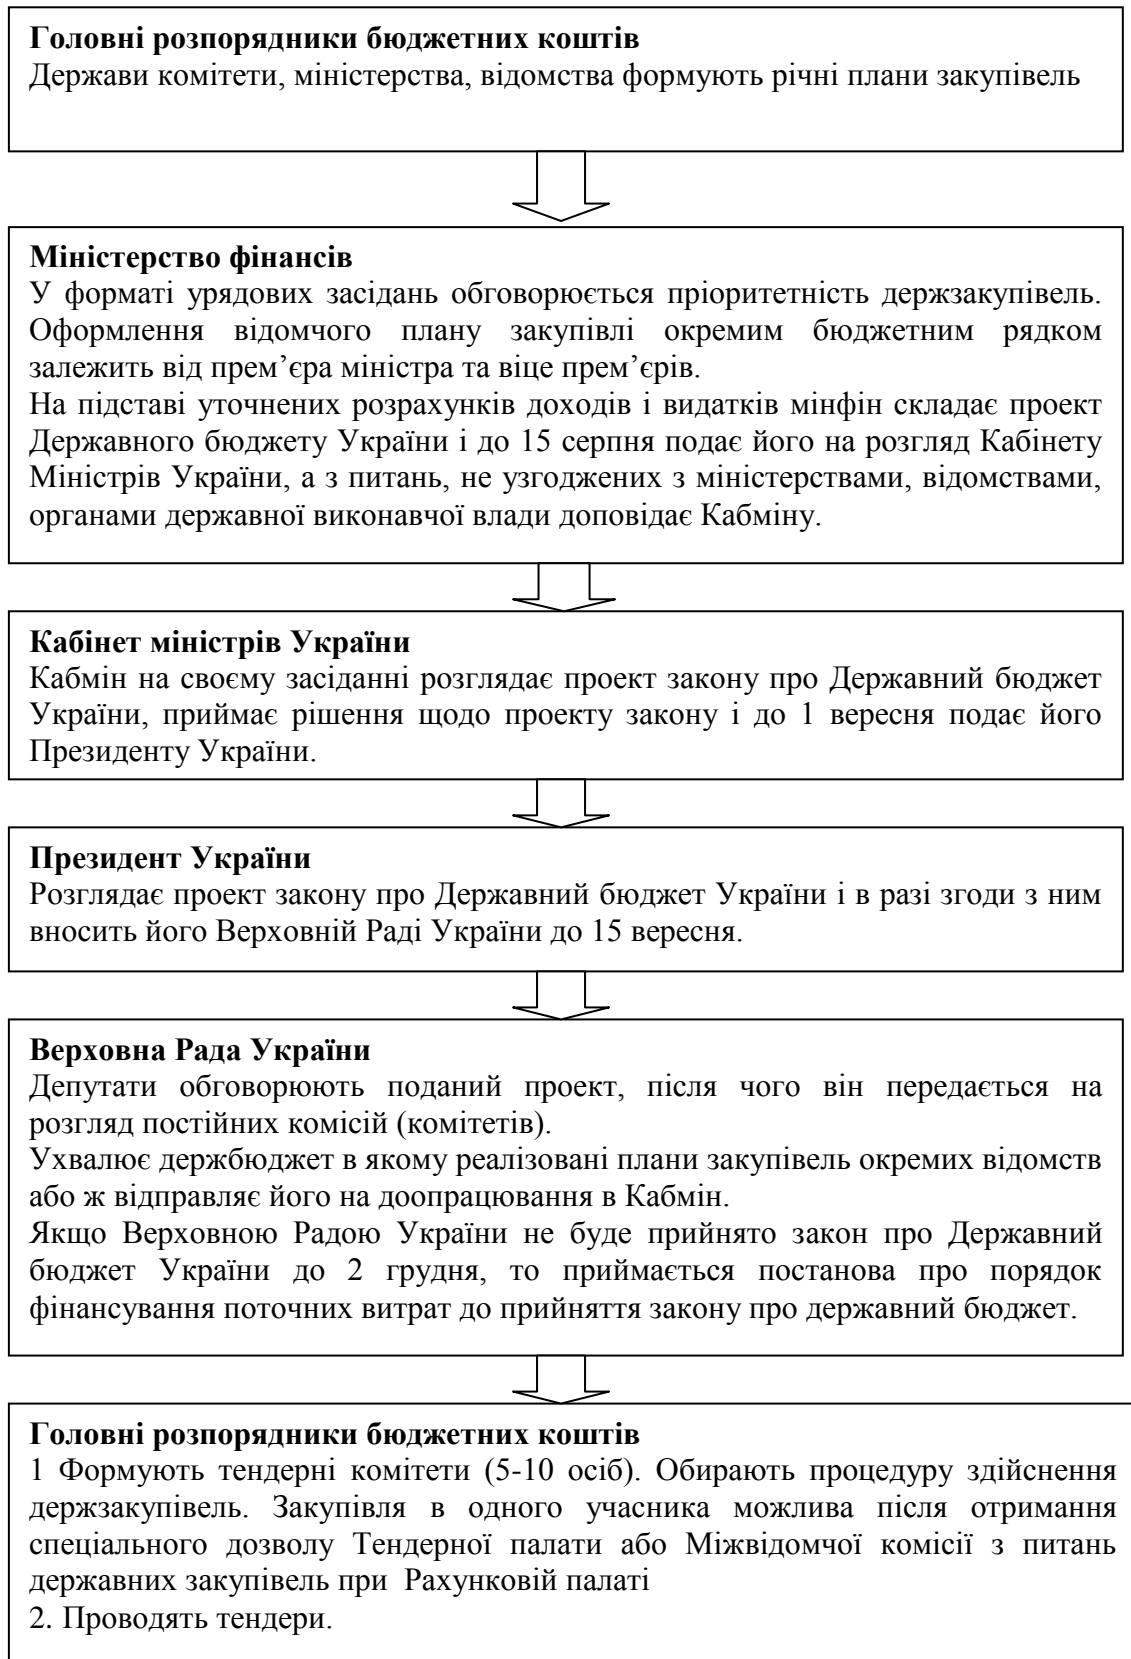 Головні розпорядники бюджетних коштів
Держави комітети, міністерства, відомства формують річні плани закупівель
Міністерство фінансів
У форматі урядових засідань обговорюється пріоритетність держзакупівель.
Оформлення відомчого плану закупівлі окремим бюджетним рядком
залежить від прем’єра міністра та віце прем’єрів.
На підставі уточнених розрахунків доходів і видатків мінфін складає проект
Державного бюджету України і до 15 серпня подає його на розгляд Кабінету
Міністрів України, а з питань, не узгоджених з міністерствами, відомствами,
органами державної виконавчої влади доповідає Кабміну.
Кабінет міністрів України
Кабмін на своєму засіданні розглядає проект закону про Державний бюджет
України, приймає рішення щодо проекту закону і до 1 вересня подає його
Президенту України.
Президент України
Розглядає проект закону про Державний бюджет України і в разі згоди з ним
вносить його Верховній Раді України до 15 вересня.
Верховна Рада України
Депутати обговорюють поданий проект, після чого він передається на
розгляд постійних комісій (комітетів).
Ухвалює держбюджет в якому реалізовані плани закупівель окремих відомств
або ж відправляє його на доопрацювання в Кабмін.
Якщо Верховною Радою України не буде прийнято закон про Державний
бюджет України до 2 грудня, то приймається постанова про порядок
фінансування поточних витрат до прийняття закону про державний бюджет.
Головні розпорядники бюджетних коштів
1 Формують тендерні комітети (5-10 осіб). Обирають процедуру здійснення
держзакупівель. Закупівля в одного учасника можлива після отримання
спеціального дозволу Тендерної палати або Міжвідомчої комісії з питань
державних закупівель при Рахунковій палаті
2. Проводять тендери.